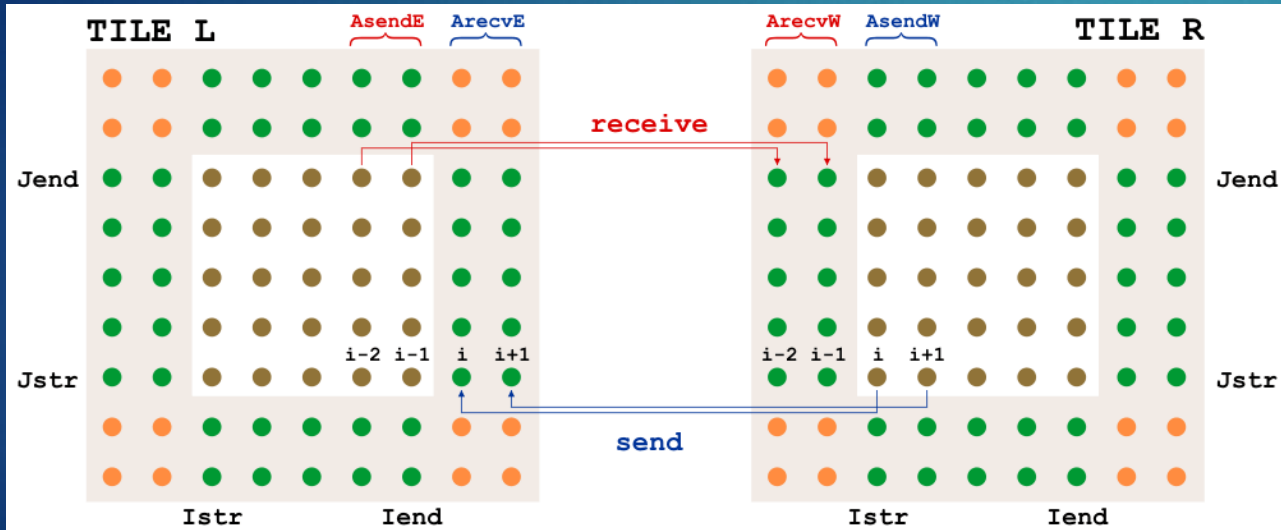 AsendE ArecvE ArecvW AsendW
TILE L TILE R
receive
Jend Jend
i-2 i-1 i i+1 i-2 i-1 i i+1
Jstr Jstr
send
Istr Iend Istr Iend